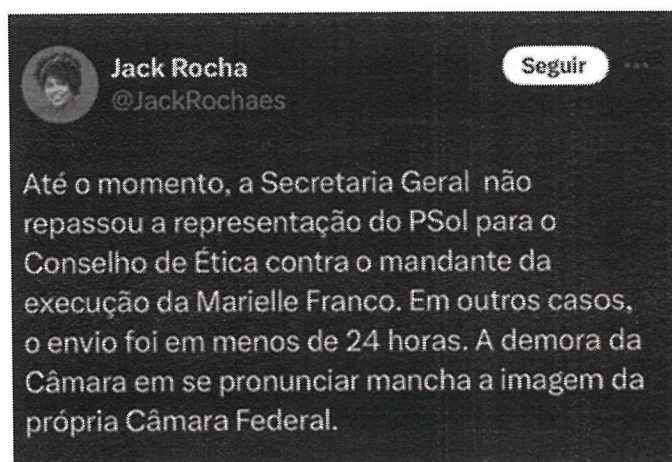 Jack Rocha
Seguir
@JackRochaes
Até o momento, a Secretaria Geral não
repassou a representação do PSol para o
Conselho de Ética contra o mandante da
execução da Marielle Franco. Em outros casos,
o envio foi em menos de 24 horas. A demora da
Câmara em se pronunciar mancha a imagem da
própria Câmara Federal.